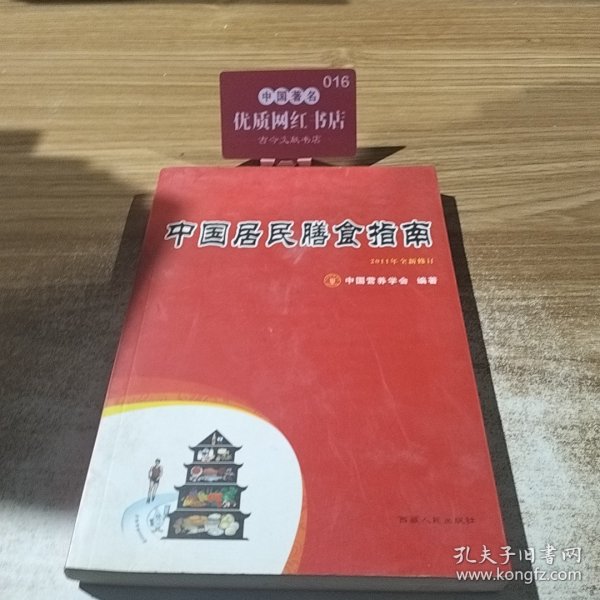 016
中国著名
优质网红书店
古今文献书店
中国居民膳食指南
2011年全新修订
中国营养学会 编著
西藏人民出版社
孔夫子旧书网
www.kongfz.com